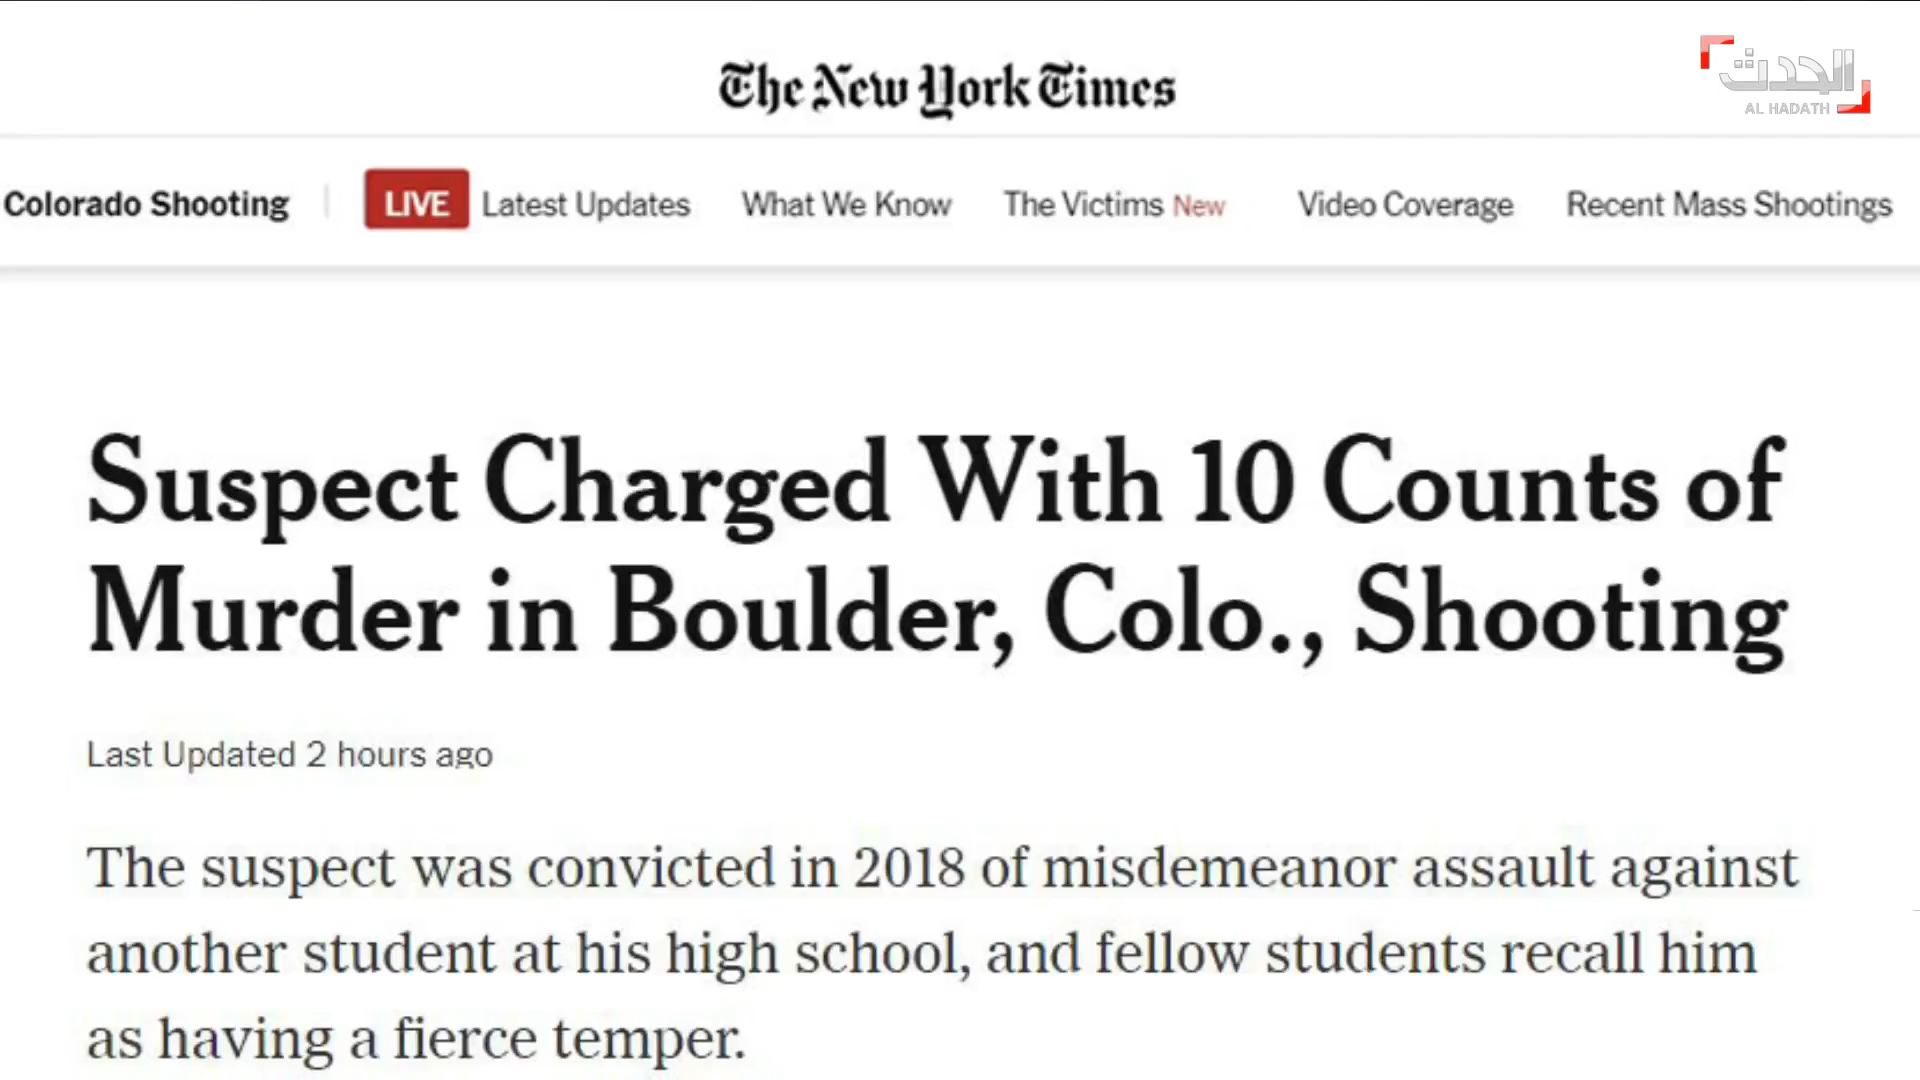 The New York Times
الحدث
AL HADATH
Colorado Shooting LIVE Latest Updates What We Know The Victims New Video Coverage Recent Mass Shootings
Suspect Charged With 10 Counts of
Murder in Boulder, Colo., Shooting
Last Updated 2 hours ago
The suspect was convicted in 2018 of misdemeanor assault against
another student at his high school, and fellow students recall him
as having a fierce temper.